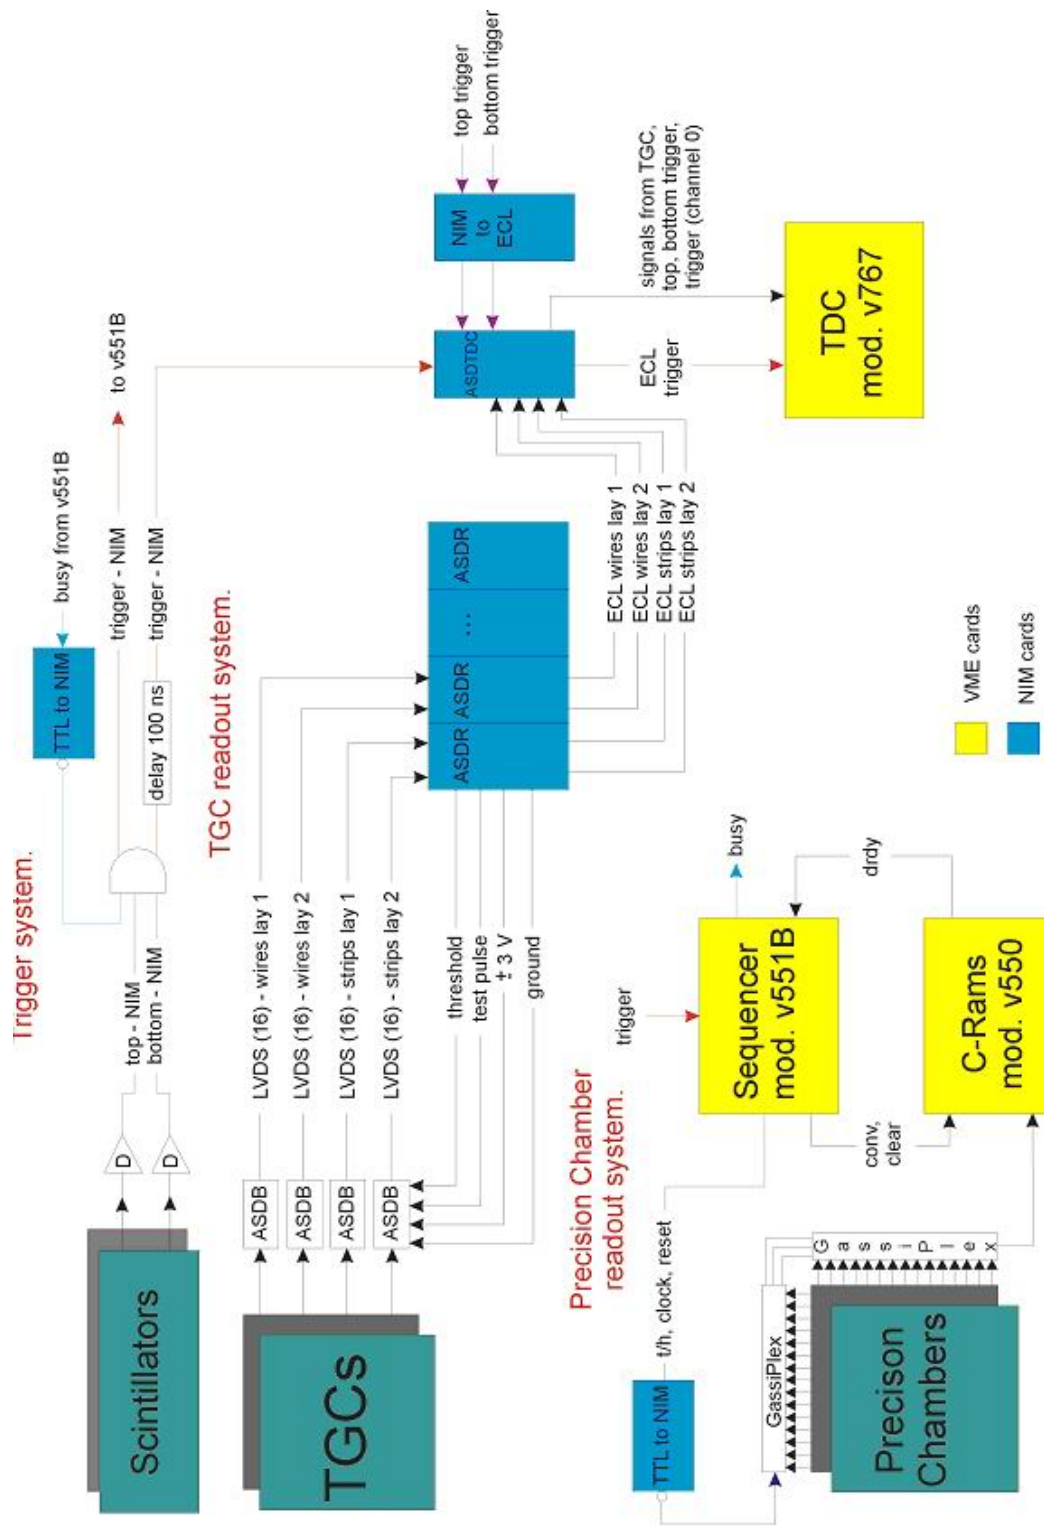 Trigger system.
Scintillators
D
D
top - NIM
bottom - NIM
TTL to NIM
busy from v551B
trigger - NIM
to v551B
delay 100 ns
trigger - NIM
TGC readout system.
TGCs
ASDB
ASDB
ASDB
ASDB
LVDS (16) - wires lay 1
LVDS (16) - wires lay 2
LVDS (16) - strips lay 1
LVDS (16) - strips lay 2
threshold
test pulse
± 3 V
ground
ASDR
ASDR
...
ASDR
ECL wires lay 1
ECL wires lay 2
ECL strips lay 1
ECL strips lay 2
ASDTDC
NIM
to
ECL
top trigger
bottom trigger
ECL
trigger
signals from TGC,
top, bottom trigger,
trigger (channel 0)
TDC
mod. v767
Precision Chamber
readout system.
TTL to NIM
t/h, clock, reset
trigger
Sequencer
mod. v551B
busy
conv,
clear
drdy
C-Rams
mod. v550
GassiPlex
GassiPlex
Precison
Chambers
VME cards
NIM cards